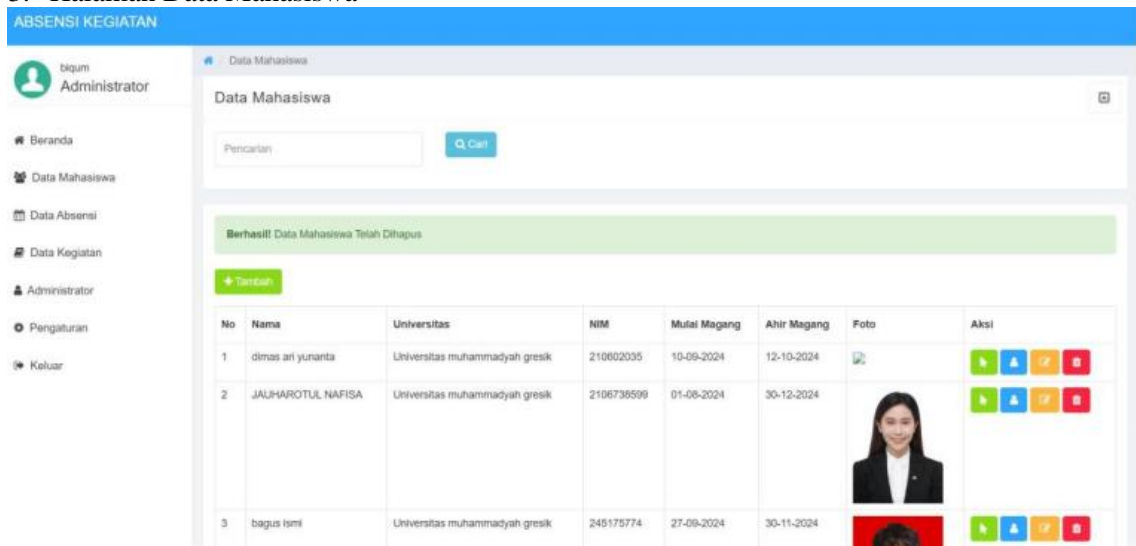 ABSENSI KEGIATAN
biqum
Administrator
Beranda
Data Mahasiswa
Data Absensi
Data Kegiatan
Administrator
Pengaturan
Keluar
/ Data Mahasiswa
Data Mahasiswa
Pencarian
Cari
Berhasil! Data Mahasiswa Telah Dihapus
+ Tambah
No Nama Universitas NIM Mulai Magang Ahir Magang Foto Aksi
1 dimas ari yunanta Universitas muhammadyah gresik 210602035 10-09-2024 12-10-2024
2 JAUHAROTUL NAFISA Universitas muhammadyah gresik 2106738599 01-08-2024 30-12-2024
3 bagus ismi Universitas muhammadyah gresik 245175774 27-09-2024 30-11-2024